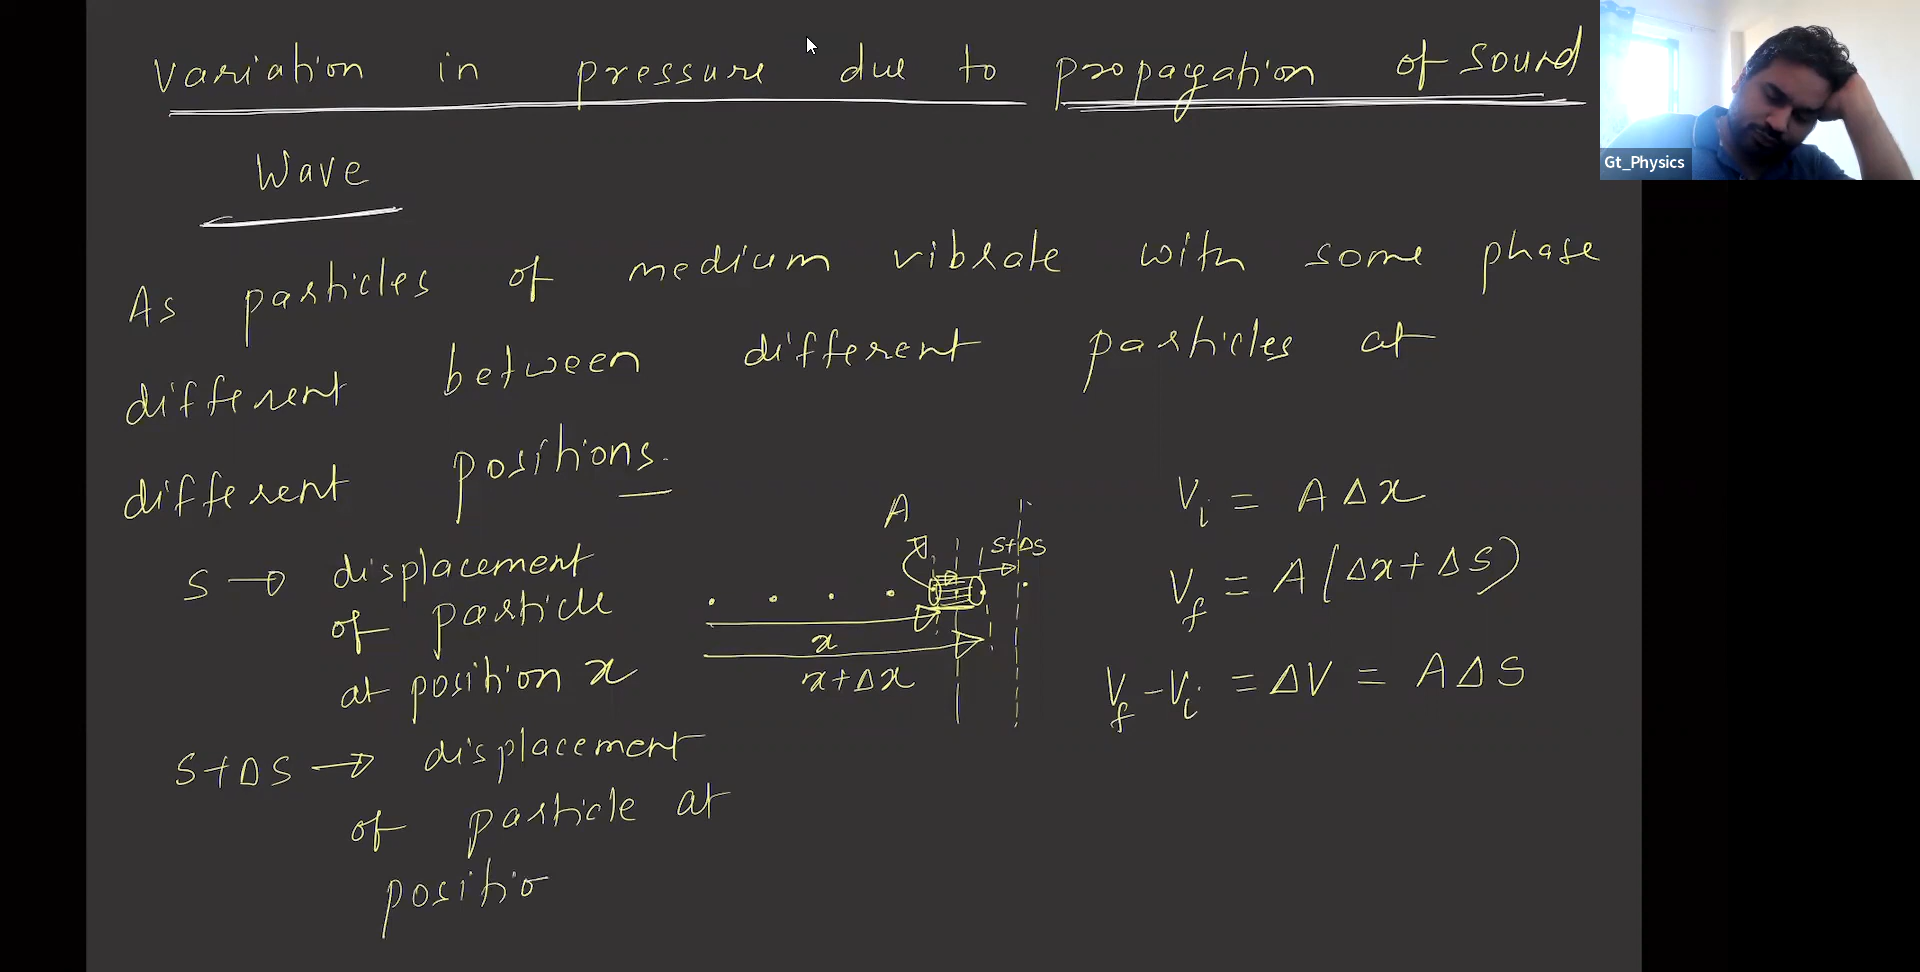 Variation in pressure due to propagation of sound
Wave
Gt_Physics
As particles of medium vibrate with some phase
different between different particles at
different positions.
S → displacement
of particle
at position x
S+ΔS → displacement
of particle at
positio
A
S+ΔS
x
x+Δx
Vi = AΔx
Vf = A(Δx+ΔS)
Vf-Vi = ΔV = AΔS